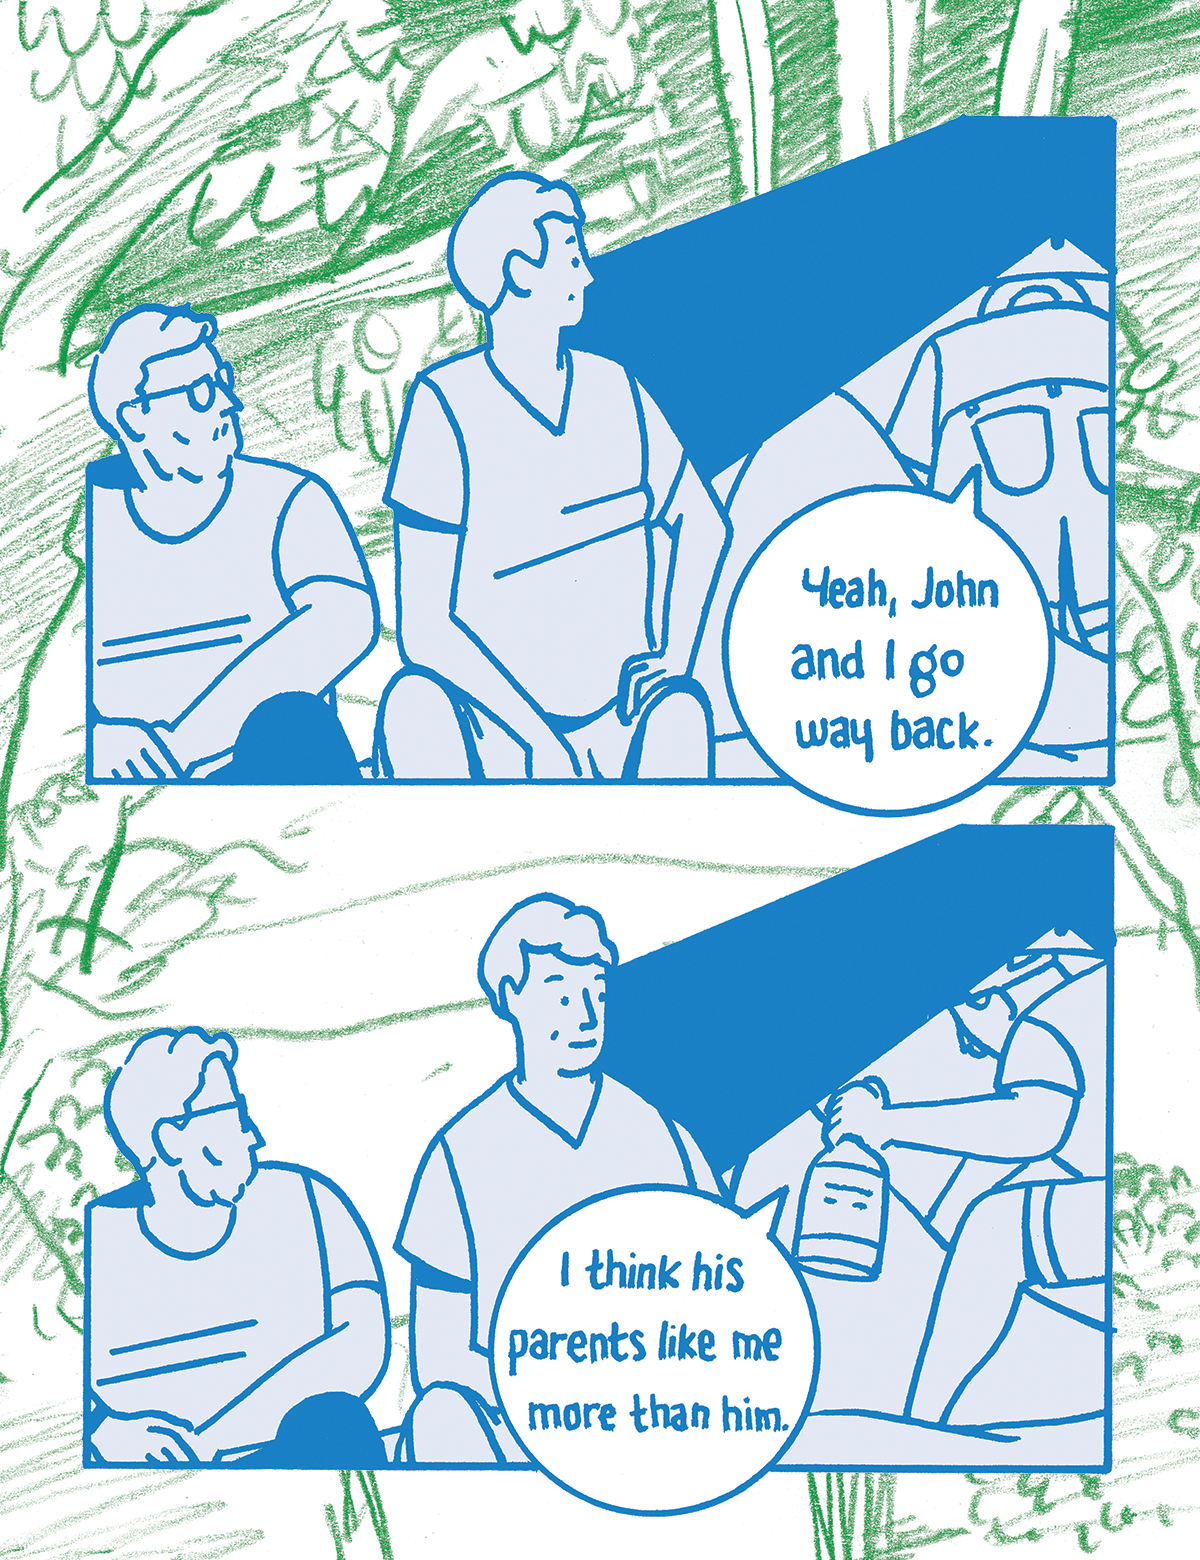 Yeah, John
and I go
way back.
I think his
parents like me
more than him.